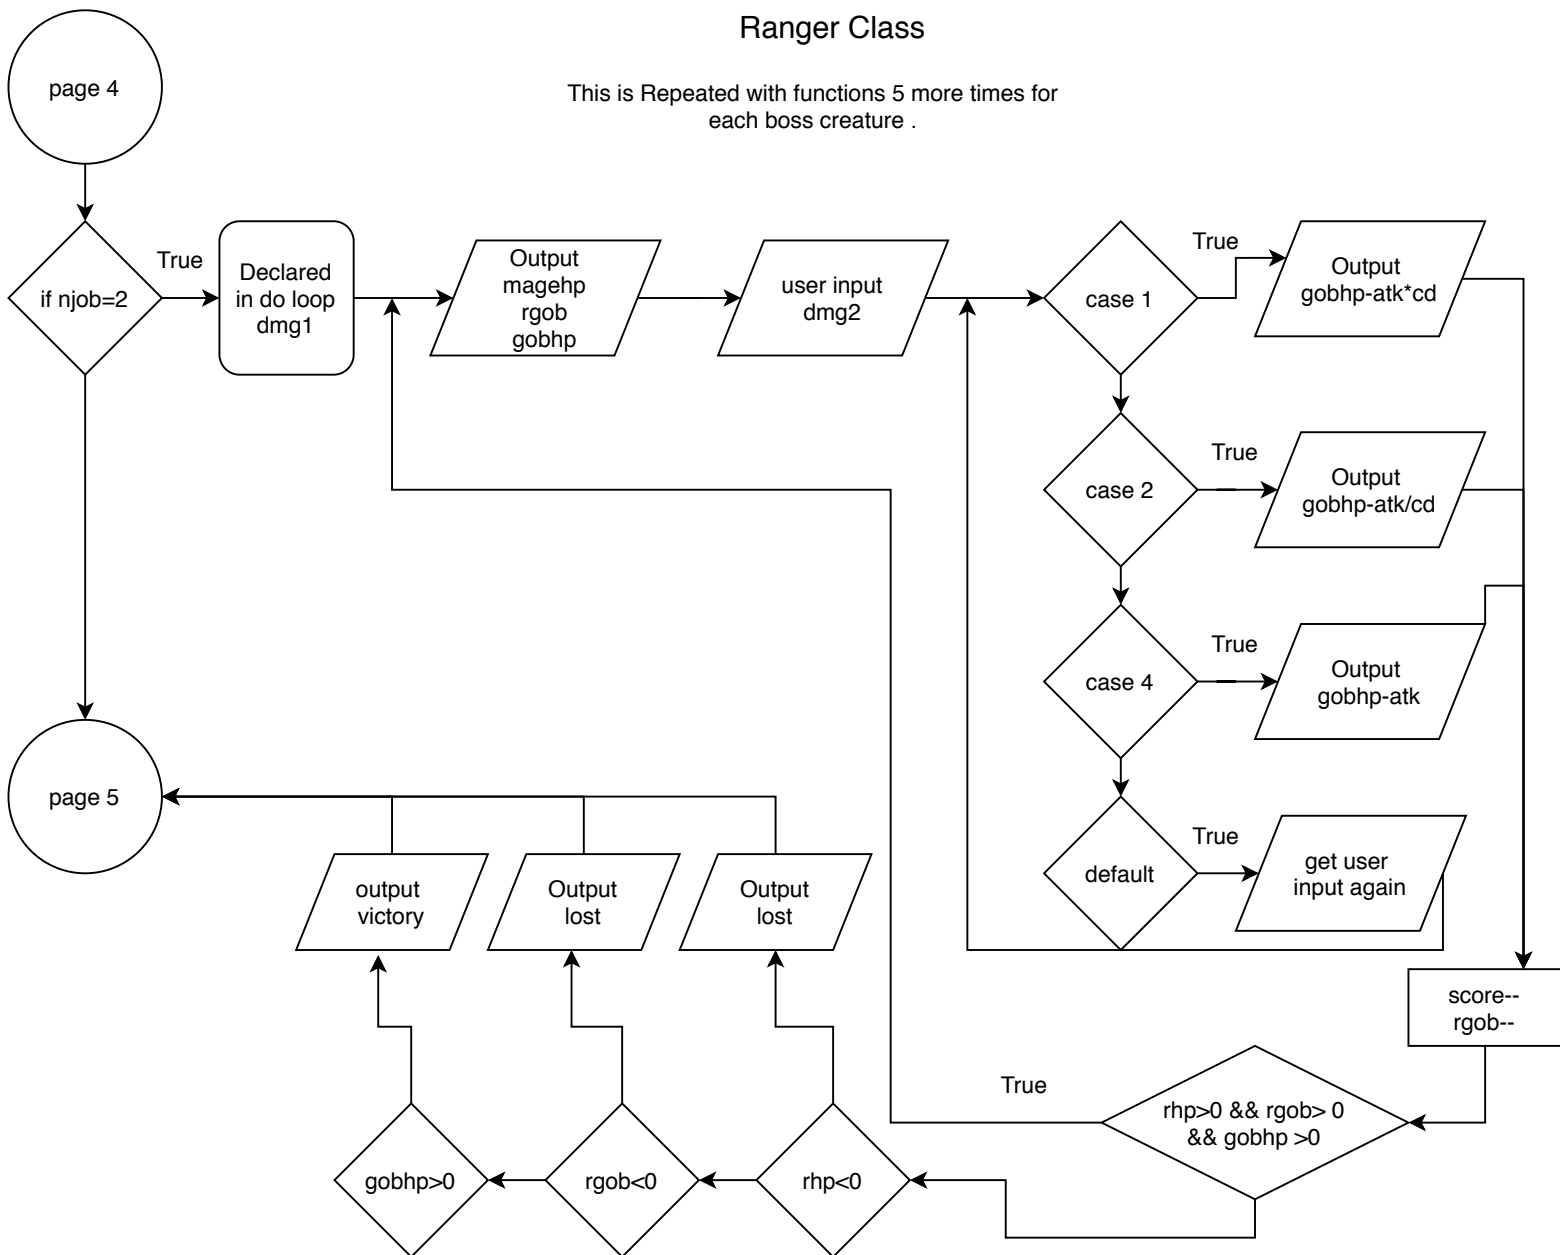 Ranger Class
This is Repeated with functions 5 more times for
each boss creature .
page 4
if njob=2
True
Declared
in do loop
dmg1
Output
magehp
rgob
gobhp
user input
dmg2
case 1
True
Output
gobhp-atk*cd
case 2
True
Output
gobhp-atk/cd
case 4
True
Output
gobhp-atk
default
True
get user
input again
page 5
output
victory
Output
lost
Output
lost
score--
rgob--
True
rhp>0 && rgob> 0
&& gobhp >0
gobhp>0
rgob<0
rhp<0